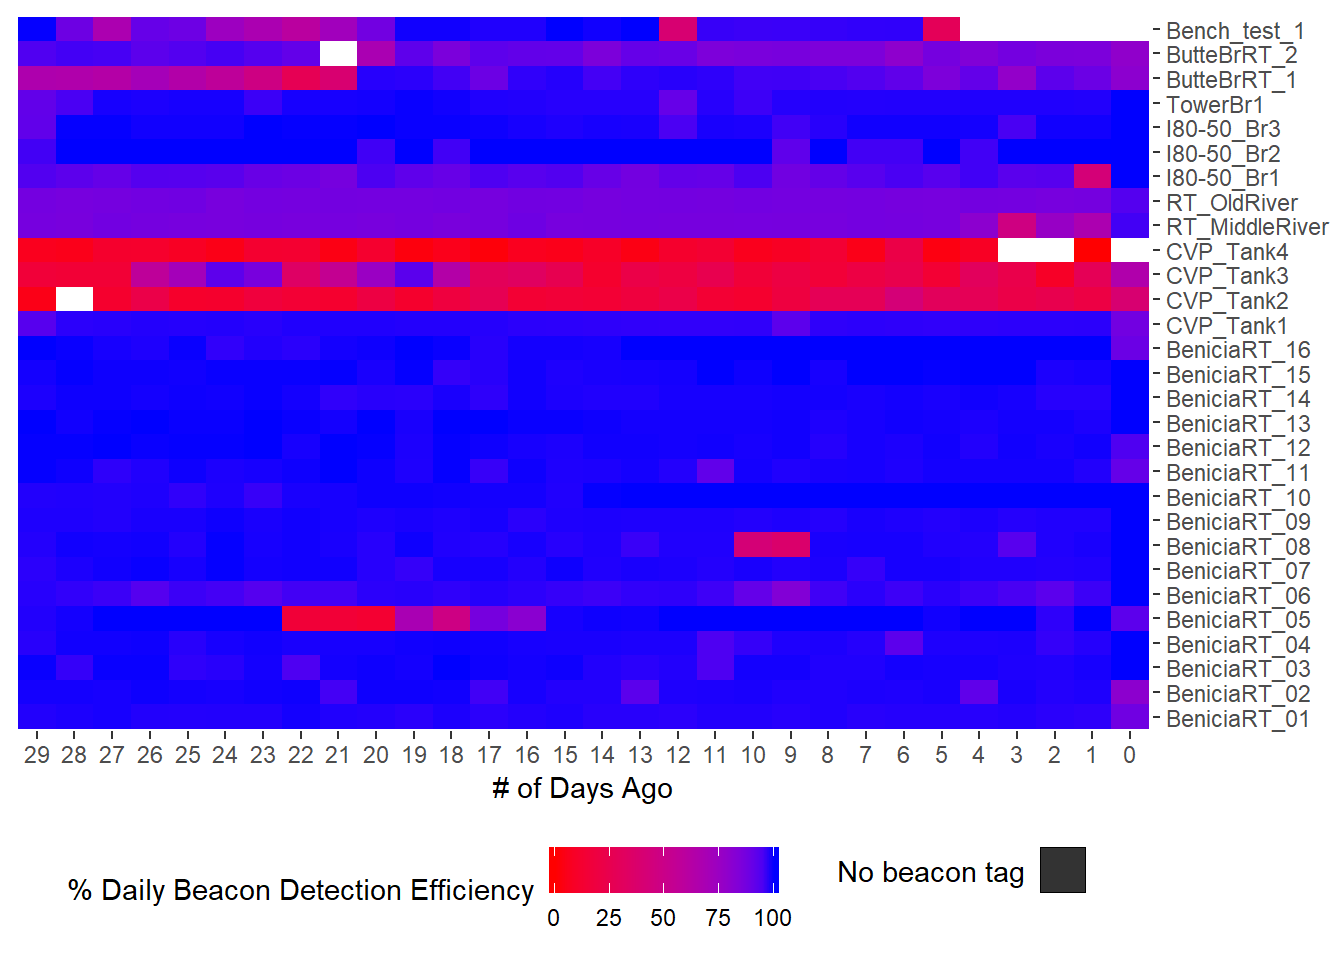 Bench_test_1
ButteBrRT_2
ButteBrRT_1
TowerBr1
I80-50_Br3
I80-50_Br2
I80-50_Br1
RT_OldRiver
RT_MiddleRiver
CVP_Tank4
CVP_Tank3
CVP_Tank2
CVP_Tank1
BeniciaRT_16
BeniciaRT_15
BeniciaRT_14
BeniciaRT_13
BeniciaRT_12
BeniciaRT_11
BeniciaRT_10
BeniciaRT_09
BeniciaRT_08
BeniciaRT_07
BeniciaRT_06
BeniciaRT_05
BeniciaRT_04
BeniciaRT_03
BeniciaRT_02
BeniciaRT_01
29 28 27 26 25 24 23 22 21 20 19 18 17 16 15 14 13 12 11 10 9 8 7 6 5 4 3 2 1 0
# of Days Ago
% Daily Beacon Detection Efficiency
0 25 50 75 100
No beacon tag